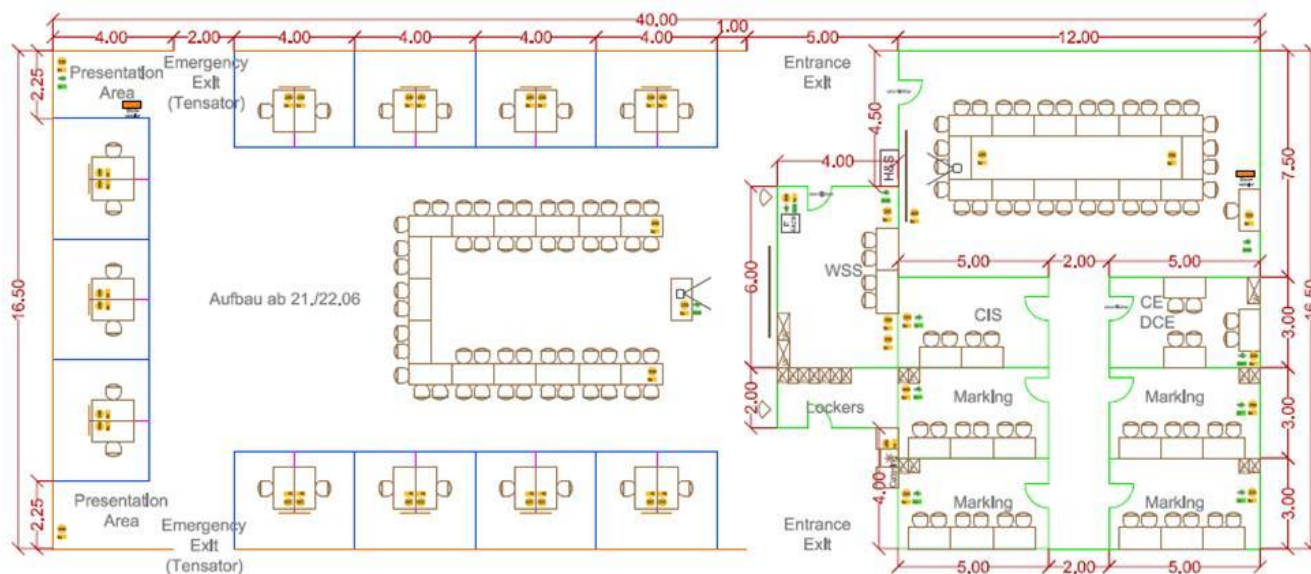 40.00
4.00
2.00
4.00
4.00
4.00
4.00
1.00
5.00
12.00
2.25
Presentation
Area
Emergency
Exit
(Tensator)
Entrance
Exit
4.50
4.00
H&S
7.50
16.50
16.50
Aufbau ab 21./22.06
6.00
WSS
5.00
2.00
5.00
CIS
CE
DCE
3.00
2.00
Lockers
Marking
Marking
3.00
4.00
Marking
Marking
3.00
2.25
Presentation
Area
Emergency
Exit
(Tensator)
Entrance
Exit
5.00
2.00
5.00